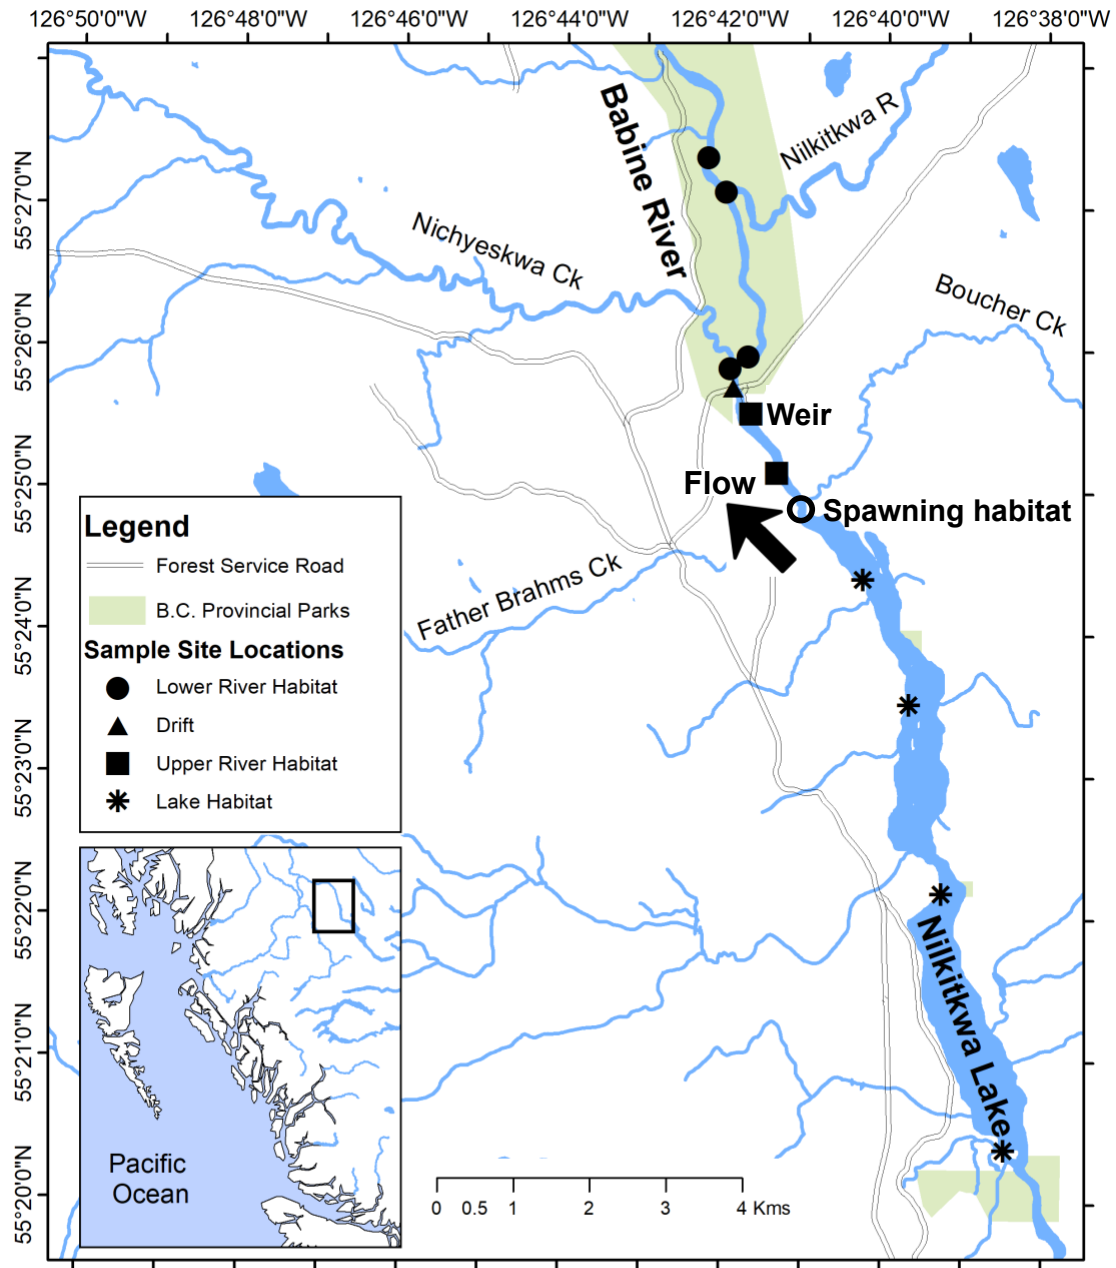 126°50'0"W 126°48'0"W 126°46'0"W 126°44'0"W 126°42'0"W 126°40'0"W 126°38'0"W
Babine River
Nilkitkwa R
55°27'0"N
Nichyeskwa Ck
Boucher Ck
55°26'0"N
Weir
55°25'0"N
Flow
Spawning habitat
Legend
Forest Service Road
B.C. Provincial Parks
Sample Site Locations
Lower River Habitat
Drift
Upper River Habitat
Lake Habitat
Father Brahms Ck
55°24'0"N
55°23'0"N
55°22'0"N
Nilkitkwa Lake
55°21'0"N
55°20'0"N
Pacific
Ocean
0 0.5 1 2 3 4 Kms